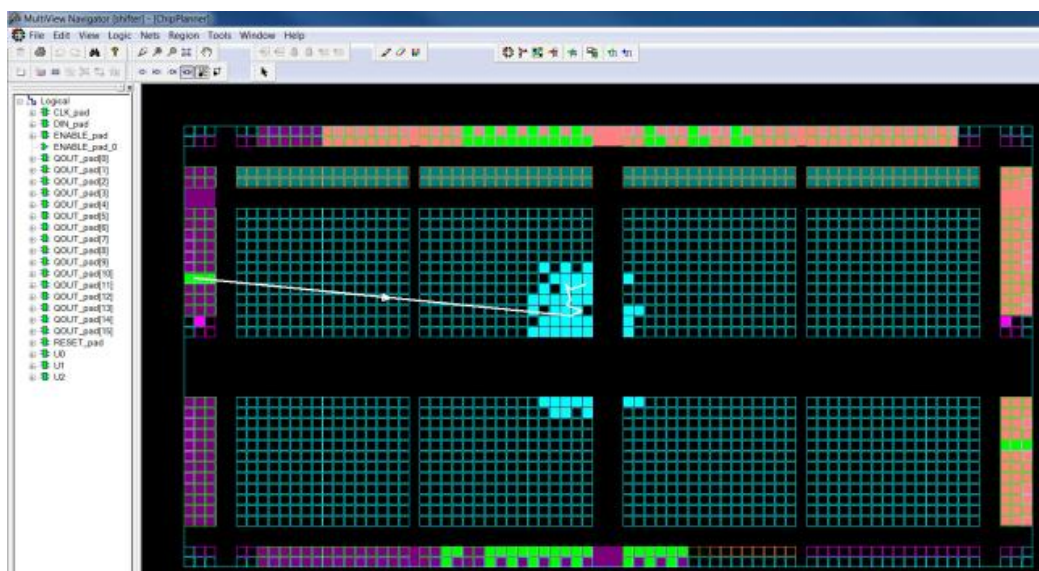 MultiView Navigator [shifter] - [ChipPlanner]
File Edit View Logic Nets Region Tools Window Help
Logical
CLK_pad
DIN_pad
ENABLE_pad
ENABLE_pad_0
QOUT_pad[0]
QOUT_pad[1]
QOUT_pad[2]
QOUT_pad[3]
QOUT_pad[4]
QOUT_pad[5]
QOUT_pad[6]
QOUT_pad[7]
QOUT_pad[8]
QOUT_pad[9]
QOUT_pad[10]
QOUT_pad[11]
QOUT_pad[12]
QOUT_pad[13]
QOUT_pad[14]
QOUT_pad[15]
RESET_pad
U0
U1
U2